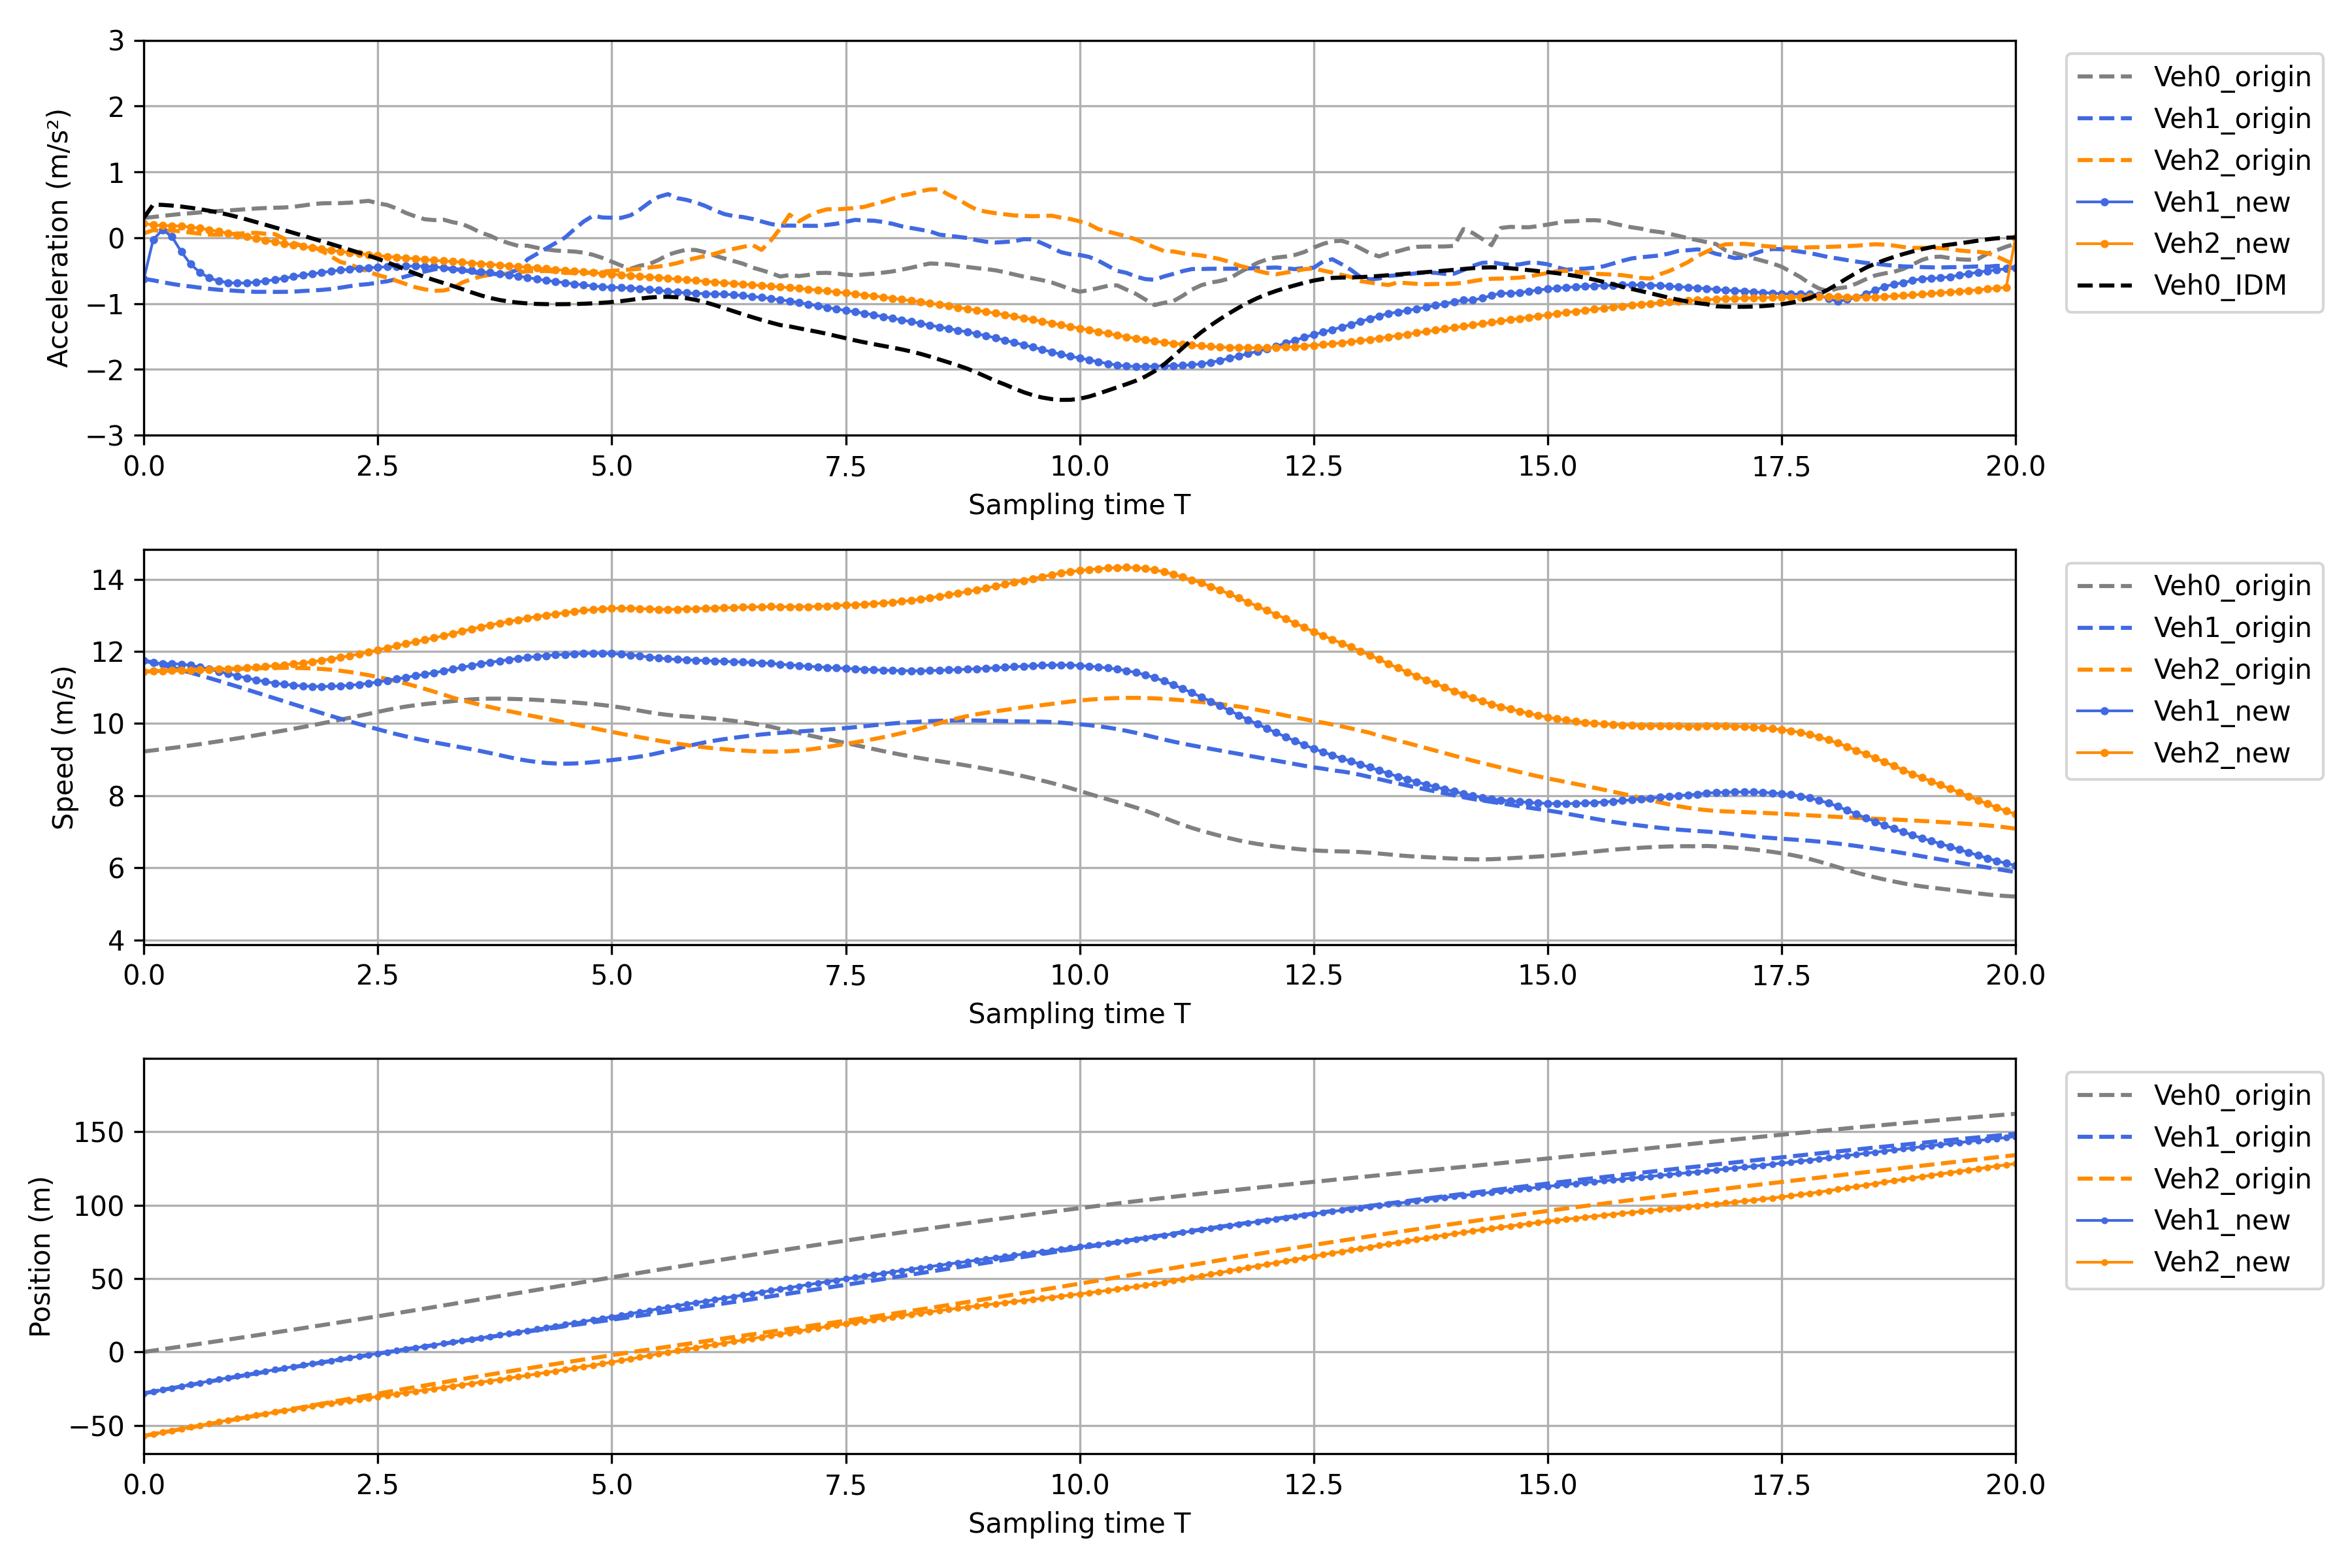 3
2
1
0
−1
−2
−3
Acceleration (m/s²)
0.0 2.5 5.0 7.5 10.0 12.5 15.0 17.5 20.0
Sampling time T
Veh0_origin
Veh1_origin
Veh2_origin
Veh1_new
Veh2_new
Veh0_IDM
14
12
10
8
6
4
Speed (m/s)
0.0 2.5 5.0 7.5 10.0 12.5 15.0 17.5 20.0
Sampling time T
Veh0_origin
Veh1_origin
Veh2_origin
Veh1_new
Veh2_new
150
100
50
0
−50
Position (m)
0.0 2.5 5.0 7.5 10.0 12.5 15.0 17.5 20.0
Sampling time T
Veh0_origin
Veh1_origin
Veh2_origin
Veh1_new
Veh2_new